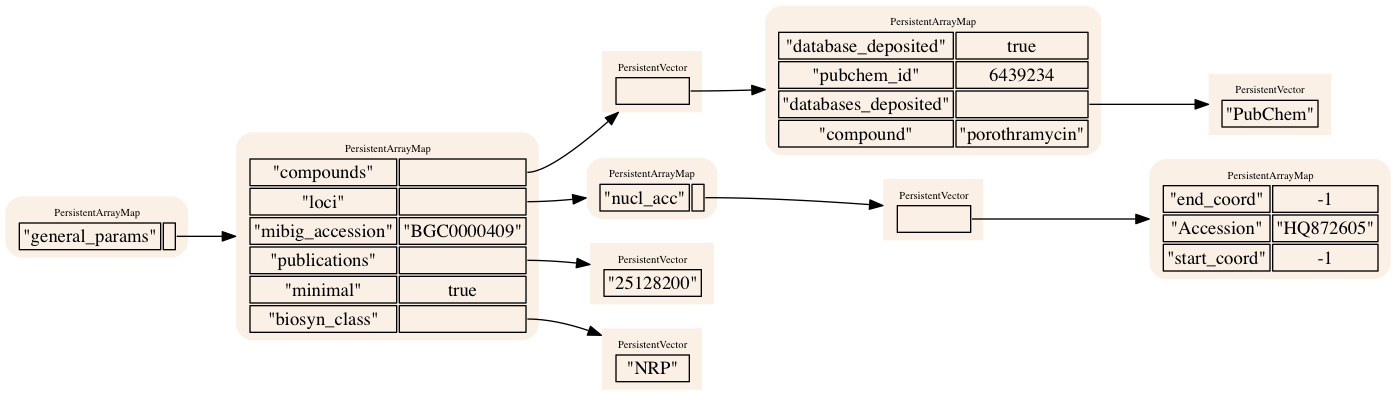 PersistentArrayMap
"general_params"
PersistentArrayMap
"compounds"
"loci"
"mibig_accession" "BGC0000409"
"publications"
"minimal" true
"biosyn_class"
PersistentVector
PersistentArrayMap
"database_deposited" true
"pubchem_id" 6439234
"databases_deposited"
"compound" "porothramycin"
PersistentVector
"PubChem"
PersistentArrayMap
"nucl_acc"
PersistentVector
PersistentArrayMap
"end_coord" -1
"Accession" "HQ872605"
"start_coord" -1
PersistentVector
"25128200"
PersistentVector
"NRP"